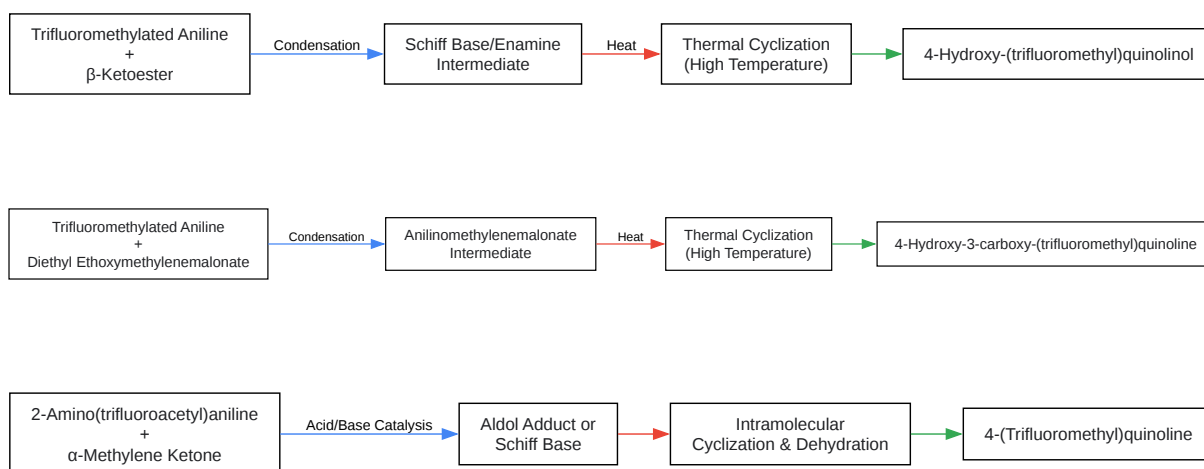 Trifluoromethylated Aniline
+
β-Ketoester
Condensation
Schiff Base/Enamine
Intermediate
Heat
Thermal Cyclization
(High Temperature)
4-Hydroxy-(trifluoromethyl)quinolinol
Trifluoromethylated Aniline
+
Diethyl Ethoxymethylenemalonate
Condensation
Anilinomethylenemalonate
Intermediate
Heat
Thermal Cyclization
(High Temperature)
4-Hydroxy-3-carboxy-(trifluoromethyl)quinoline
2-Amino(trifluoroacetyl)aniline
+
α-Methylene Ketone
Acid/Base Catalysis
Aldol Adduct or
Schiff Base
Intramolecular
Cyclization & Dehydration
4-(Trifluoromethyl)quinoline